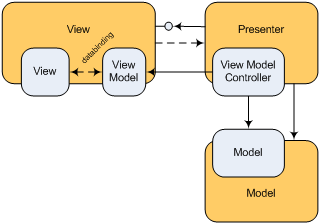 View
Presenter
databinding
View
View
Model
View Model
Controller
Model
Model